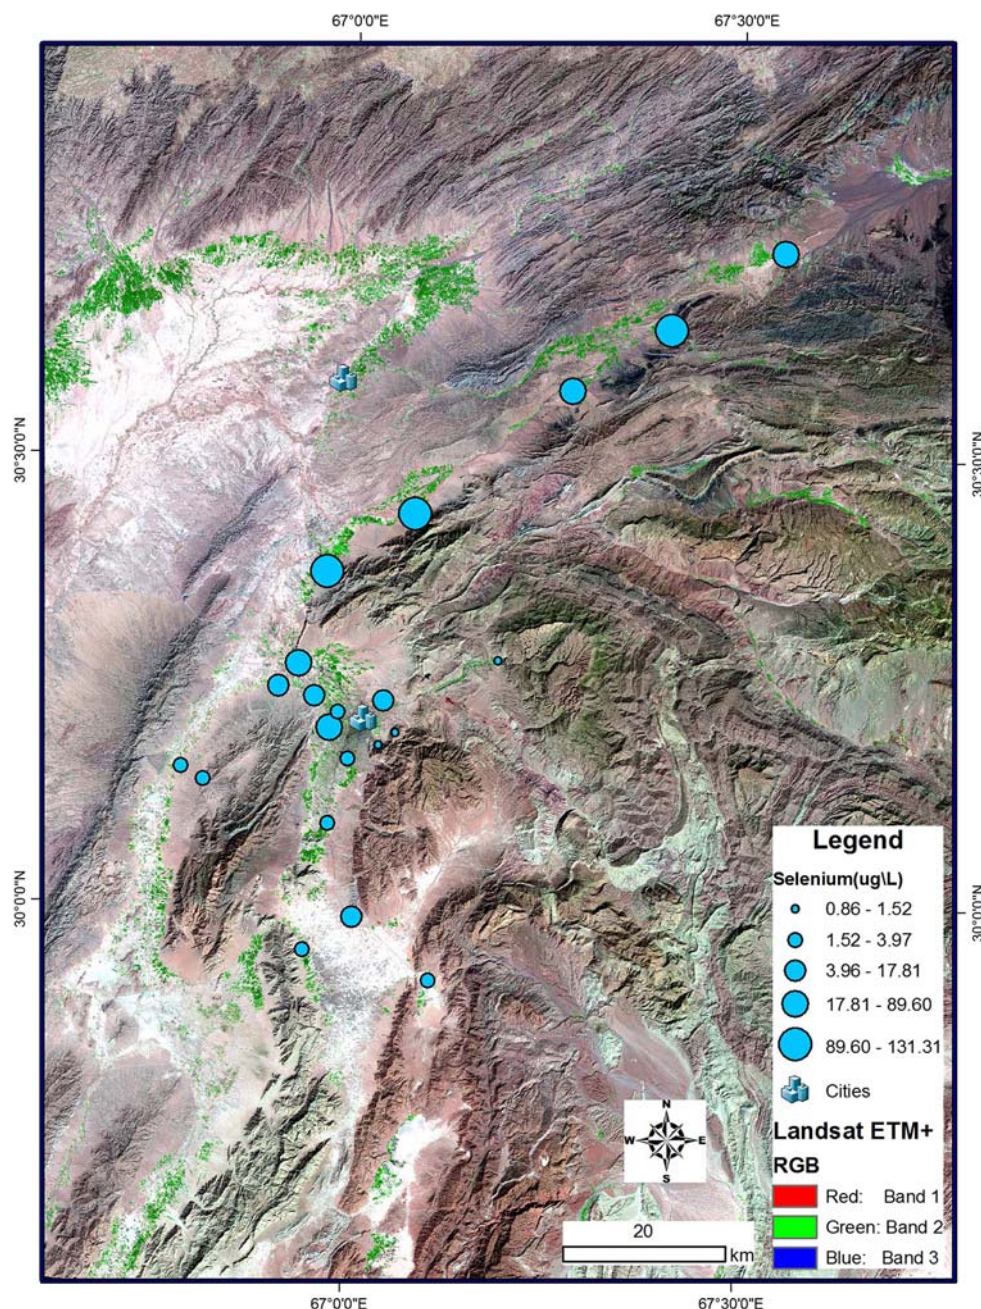 67°0'0"E 67°30'0"E
30°30'0"N 30°30'0"N
30°0'0"N 30°0'0"N
Legend
Selenium(ug\L)
0.86 - 1.52
1.52 - 3.97
3.96 - 17.81
17.81 - 89.60
89.60 - 131.31
Cities
Landsat ETM+
RGB
Red: Band 1
Green: Band 2
Blue: Band 3
N
W E
S
20
km
67°0'0"E 67°30'0"E